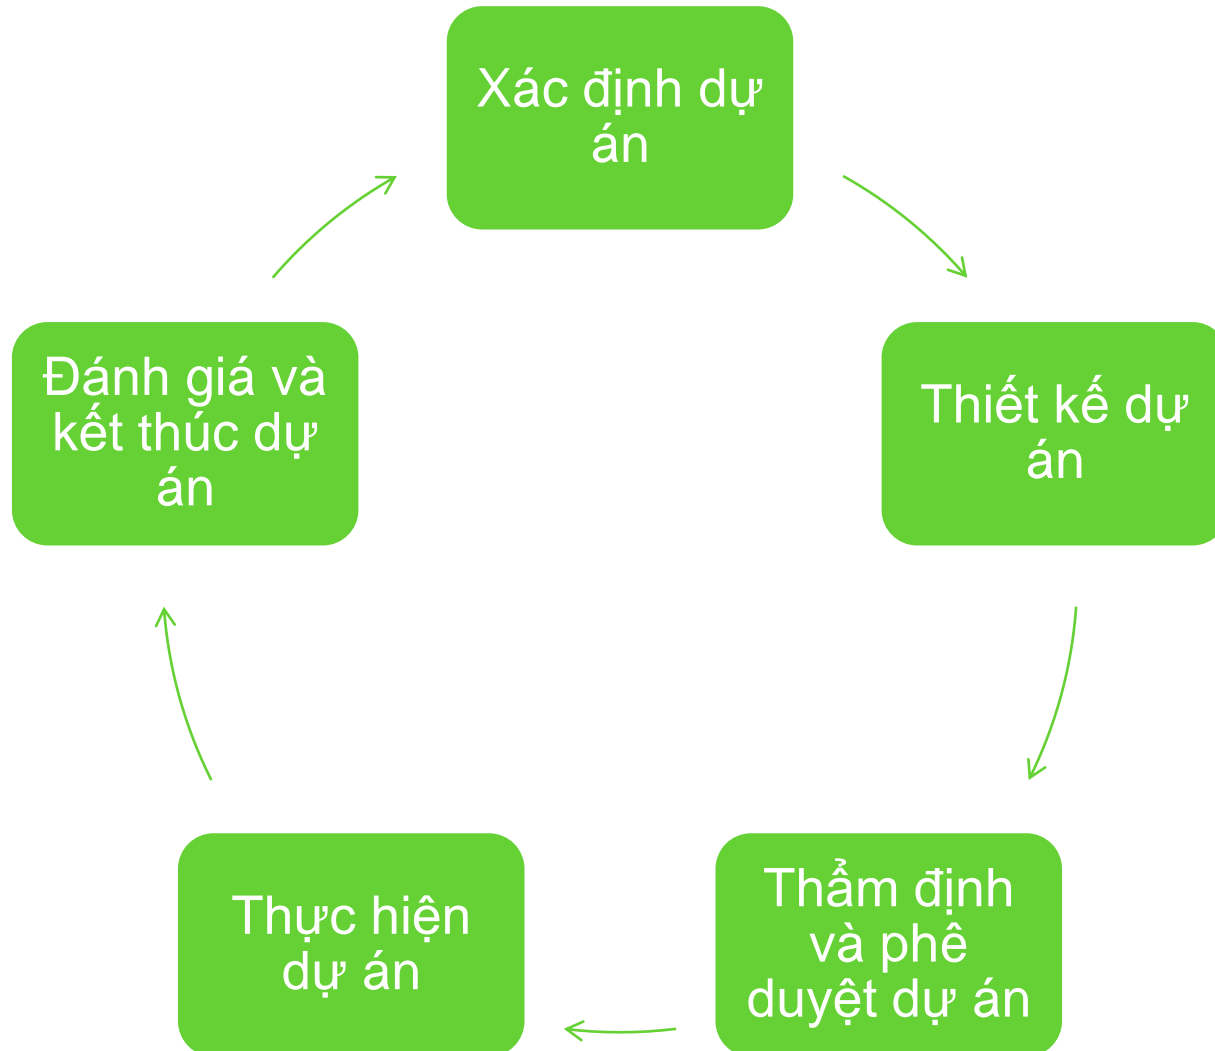 Xác định dự
án
Thiết kế dự
án
Thẩm định
và phê
duyệt dự án
Thực hiện
dự án
Đánh giá và
kết thúc dự
án